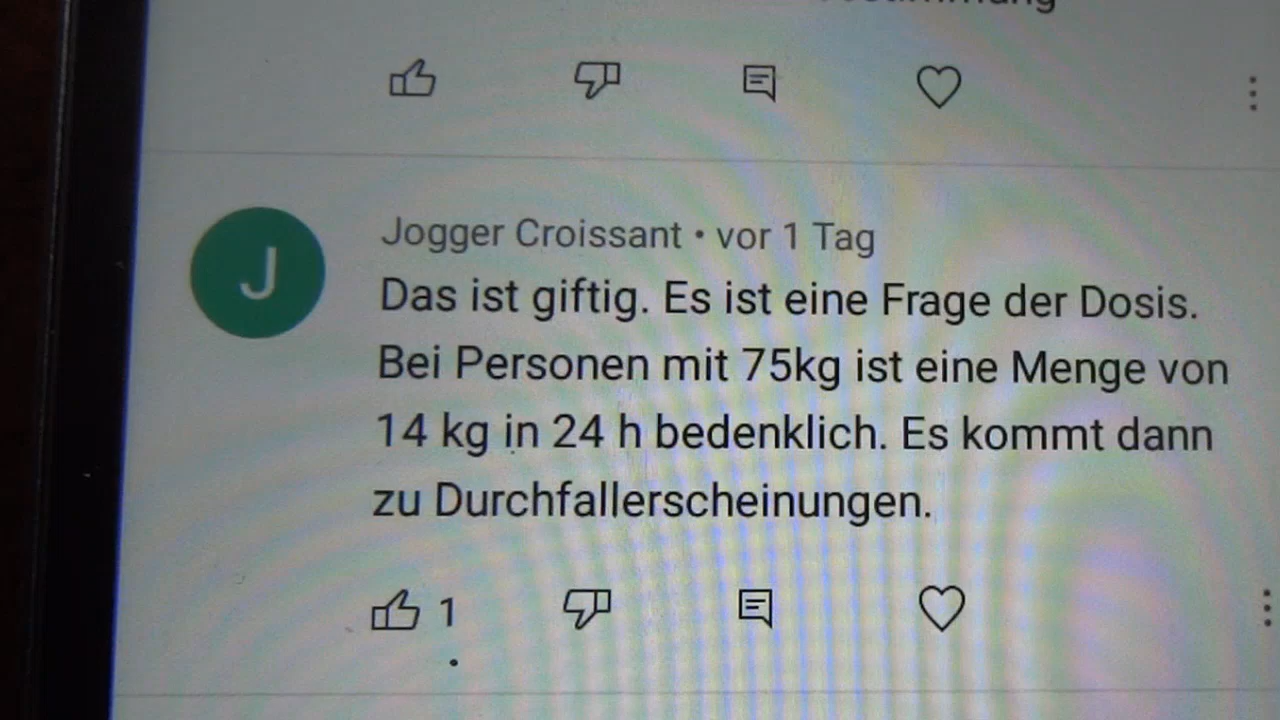 J
Jogger Croissant • vor 1 Tag
Das ist giftig. Es ist eine Frage der Dosis.
Bei Personen mit 75kg ist eine Menge von
14 kg in 24 h bedenklich. Es kommt dann
zu Durchfallerscheinungen.
1